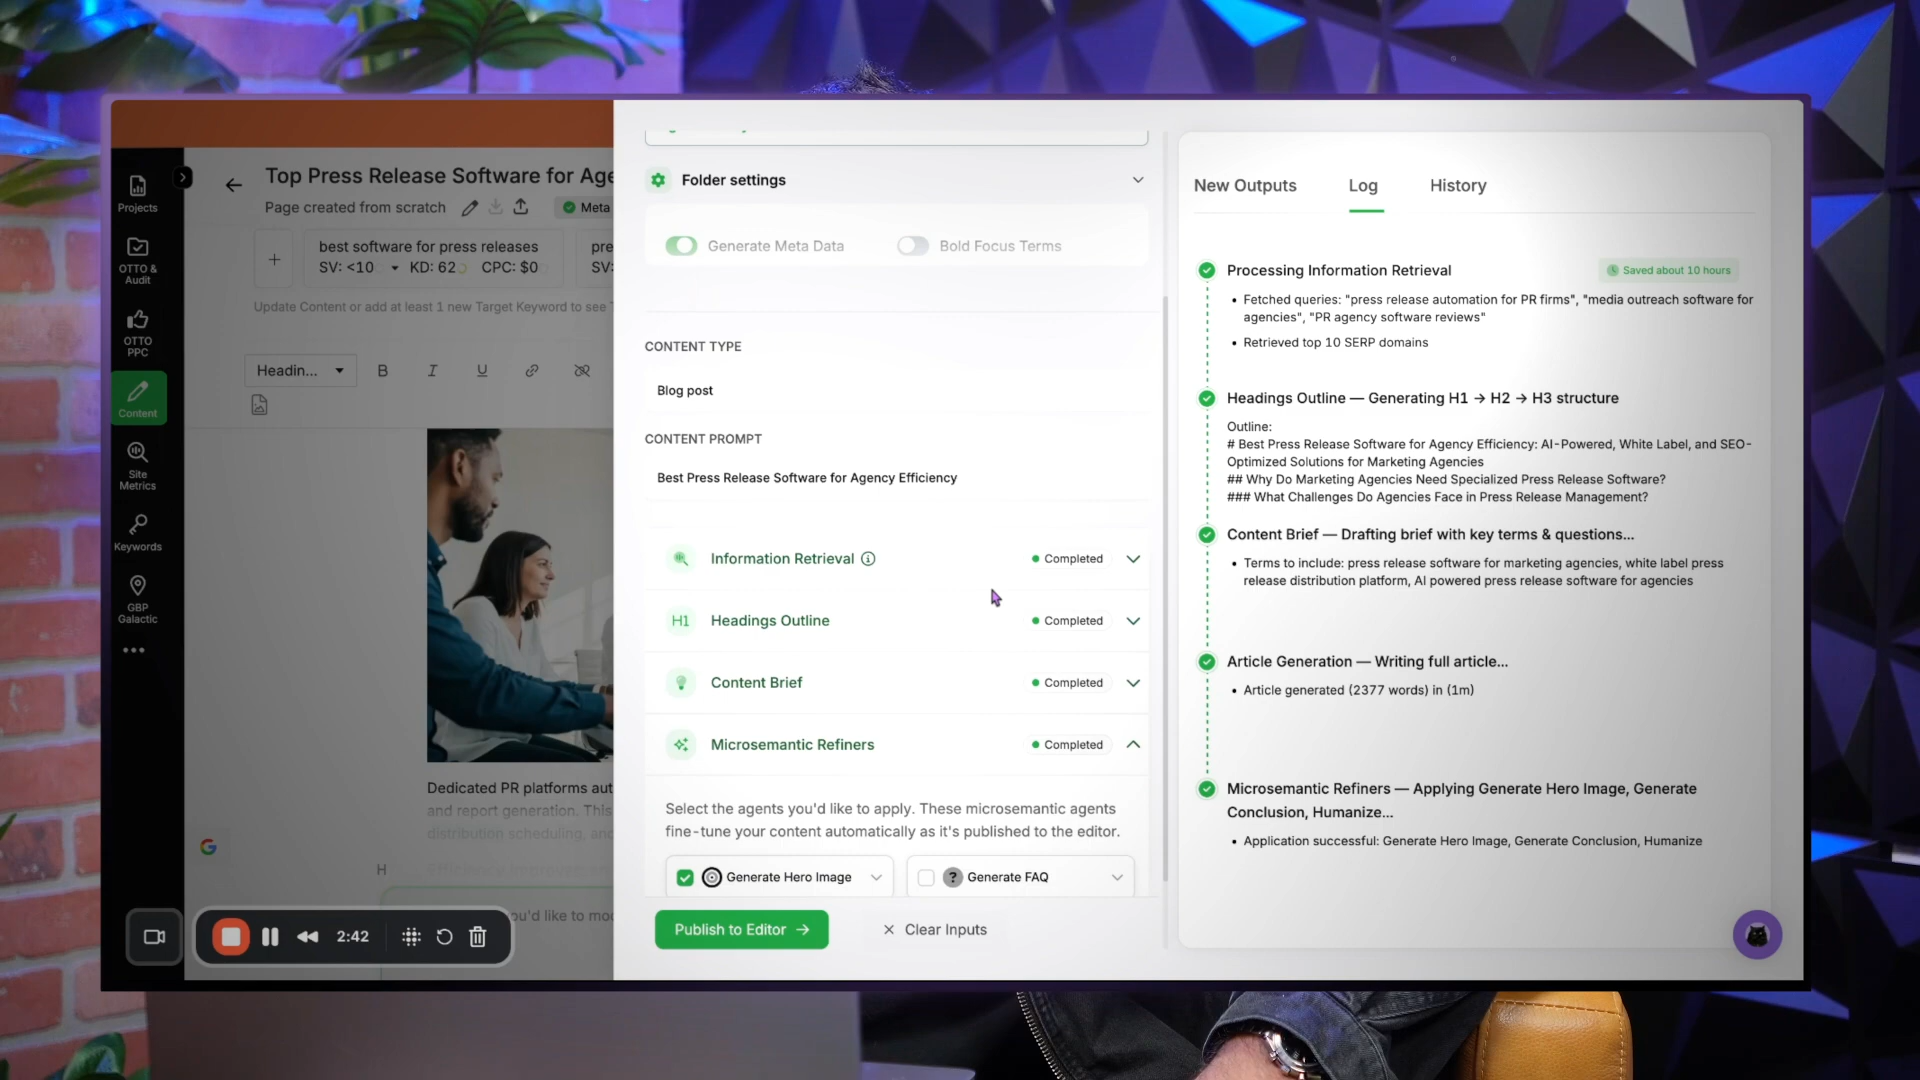 Projects
OTTO &
Audit
OTTO
PPC
Content
Site
Metrics
Keywords
GBP
Galactic
Top Press Release Software for Age
Page created from scratch
Meta
best software for press releases
SV: <10
KD: 62
CPC: $0
pre
SV:
Update Content or add at least 1 new Target Keyword to see
Headin...
B
I
U
Dedicated PR platforms aut
and report generation. This
distribution scheduling, and
H
ou'd like to mo
2:42
Folder settings
Generate Meta Data
Bold Focus Terms
CONTENT TYPE
Blog post
CONTENT PROMPT
Best Press Release Software for Agency Efficiency
Information Retrieval
Completed
H1
Headings Outline
Completed
Content Brief
Completed
Microsemantic Refiners
Completed
Select the agents you'd like to apply. These microsemantic agents
fine-tune your content automatically as it's published to the editor.
Generate Hero Image
? Generate FAQ
Publish to Editor →
× Clear Inputs
New Outputs
Log
History
Processing Information Retrieval
Saved about 10 hours
• Fetched queries: "press release automation for PR firms", "media outreach software for
agencies", "PR agency software reviews"
• Retrieved top 10 SERP domains
Headings Outline — Generating H1 → H2 → H3 structure
Outline:
# Best Press Release Software for Agency Efficiency: AI-Powered, White Label, and SEO-
Optimized Solutions for Marketing Agencies
## Why Do Marketing Agencies Need Specialized Press Release Software?
### What Challenges Do Agencies Face in Press Release Management?
Content Brief — Drafting brief with key terms & questions...
• Terms to include: press release software for marketing agencies, white label press
release distribution platform, AI powered press release software for agencies
Article Generation — Writing full article...
• Article generated (2377 words) in (1m)
Microsemantic Refiners — Applying Generate Hero Image, Generate
Conclusion, Humanize...
• Application successful: Generate Hero Image, Generate Conclusion, Humanize